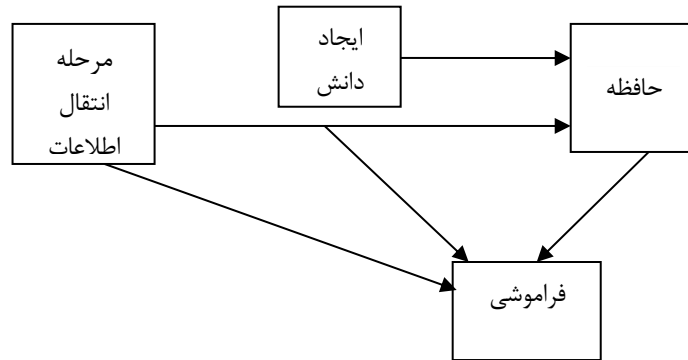 مرحله
انتقال
اطلاعات
ایجاد
دانش
حافظه
فراموشی